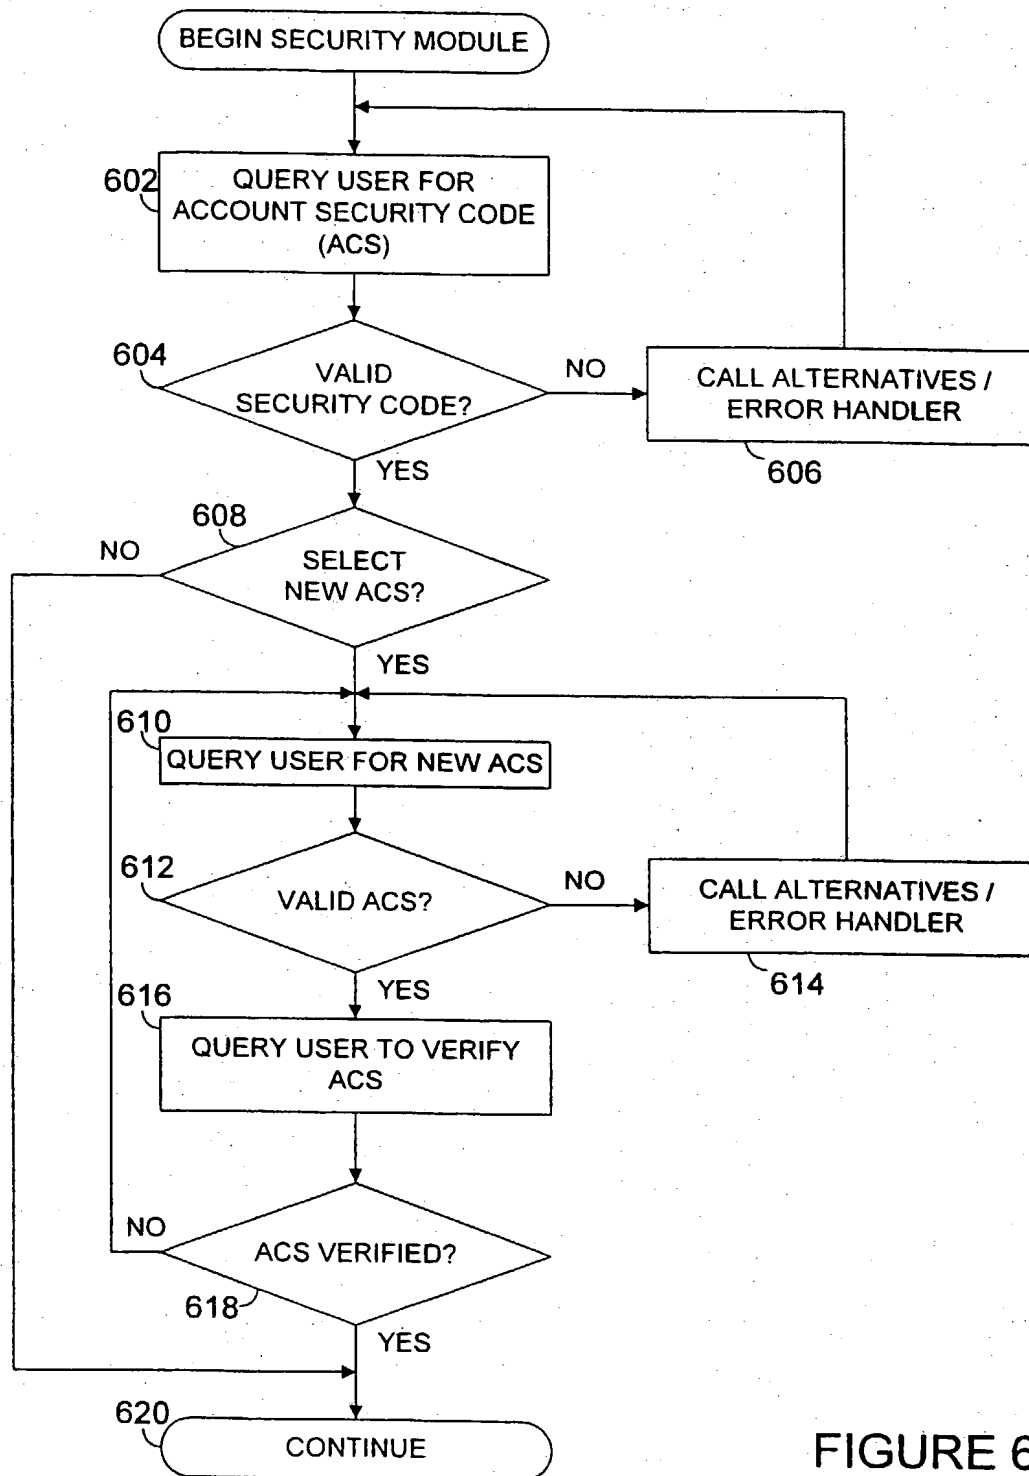 BEGIN SECURITY MODULE
602
QUERY USER FOR
ACCOUNT SECURITY CODE
(ACS)
604
VALID
SECURITY CODE?
NO
CALL ALTERNATIVES /
ERROR HANDLER
606
YES
608
NO
SELECT
NEW ACS?
YES
610
QUERY USER FOR NEW ACS
612
VALID ACS?
NO
CALL ALTERNATIVES /
ERROR HANDLER
614
YES
616
QUERY USER TO VERIFY
ACS
NO
ACS VERIFIED?
618
YES
620
CONTINUE
FIGURE 6